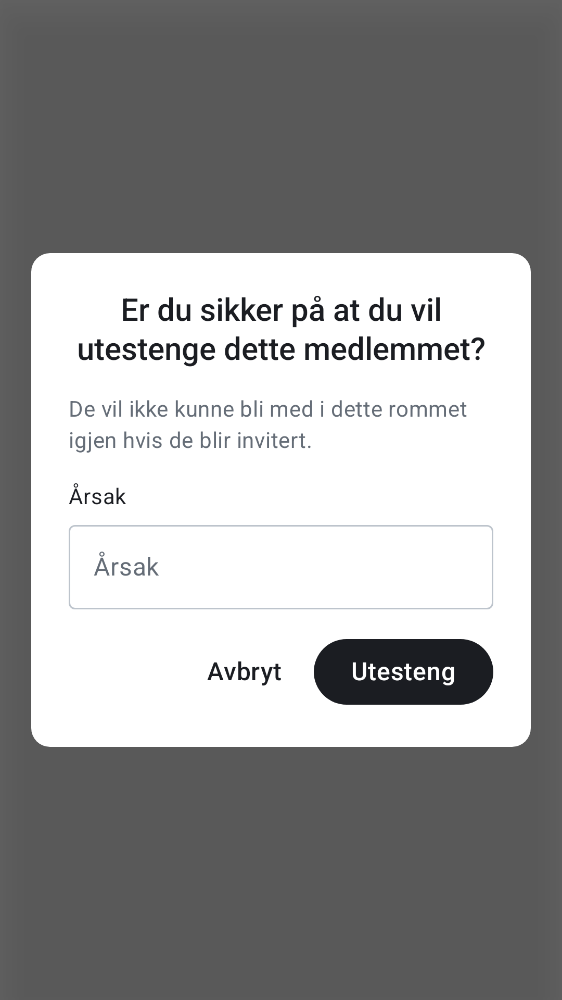 Er du sikker på at du vil
utestenge dette medlemmet?
De vil ikke kunne bli med i dette rommet
igjen hvis de blir invitert.
Årsak
Årsak
Avbryt
Utesteng